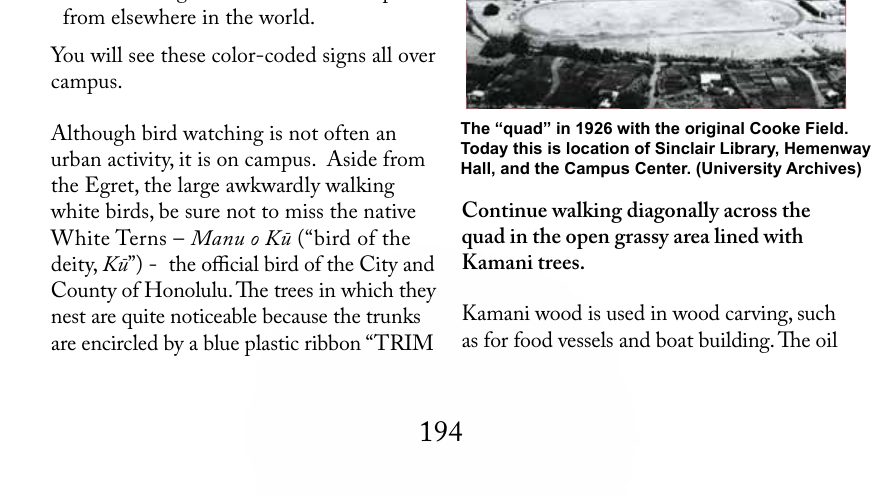 from elsewhere in the world.
You will see these color-coded signs all over
campus.
Although bird watching is not often an
urban activity, it is on campus.  Aside from
the Egret, the large awkwardly walking
white birds, be sure not to miss the native
White Terns – Manu o Kū (“bird of the
deity, Kū”) -  the official bird of the City and
County of Honolulu. The trees in which they
nest are quite noticeable because the trunks
are encircled by a blue plastic ribbon “TRIM
The “quad” in 1926 with the original Cooke Field.
Today this is location of Sinclair Library, Hemenway
Hall, and the Campus Center. (University Archives)
Continue walking diagonally across the
quad in the open grassy area lined with
Kamani trees.
Kamani wood is used in wood carving, such
as for food vessels and boat building. The oil
194